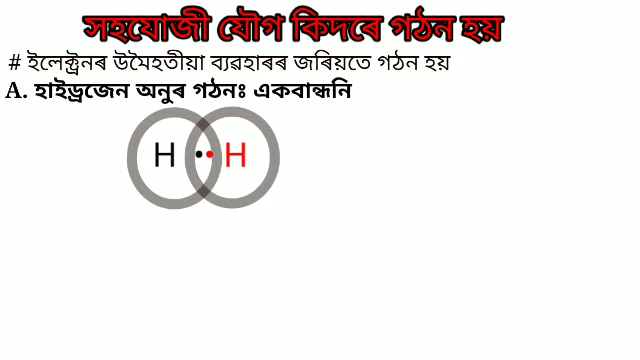 সহযোজী যৌগ কিদৰে গঠন হয়
# ইলেক্ট্ৰনৰ উমৈহতীয়া ব্যৱহাৰৰ জৰিয়তে গঠন হয়
A. হাইড্ৰজেন অনুৰ গঠনঃ একবান্ধনি
H H